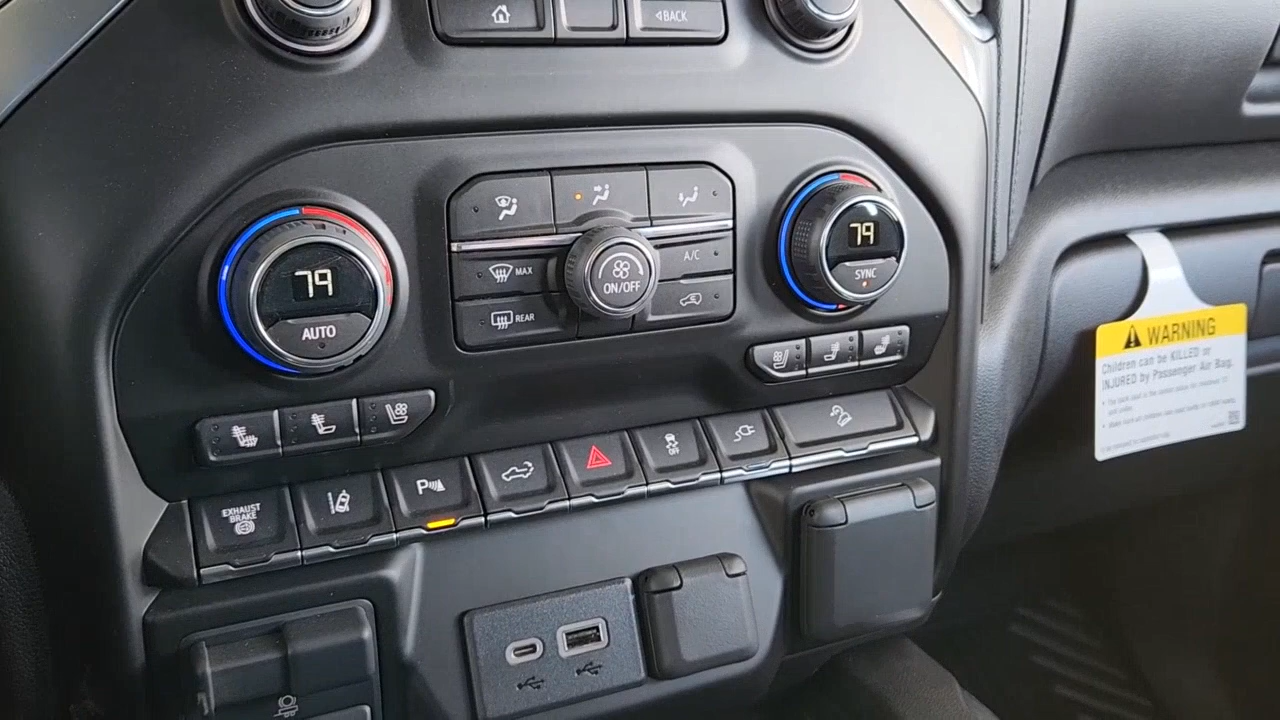 ◁BACK
79
AUTO
MAX
REAR
ON/OFF
A/C
79
SYNC
EXHAUST
BRAKE
P
OFF
WARNING
Children can be KILLED or
INJURED by Passenger Air Bag.